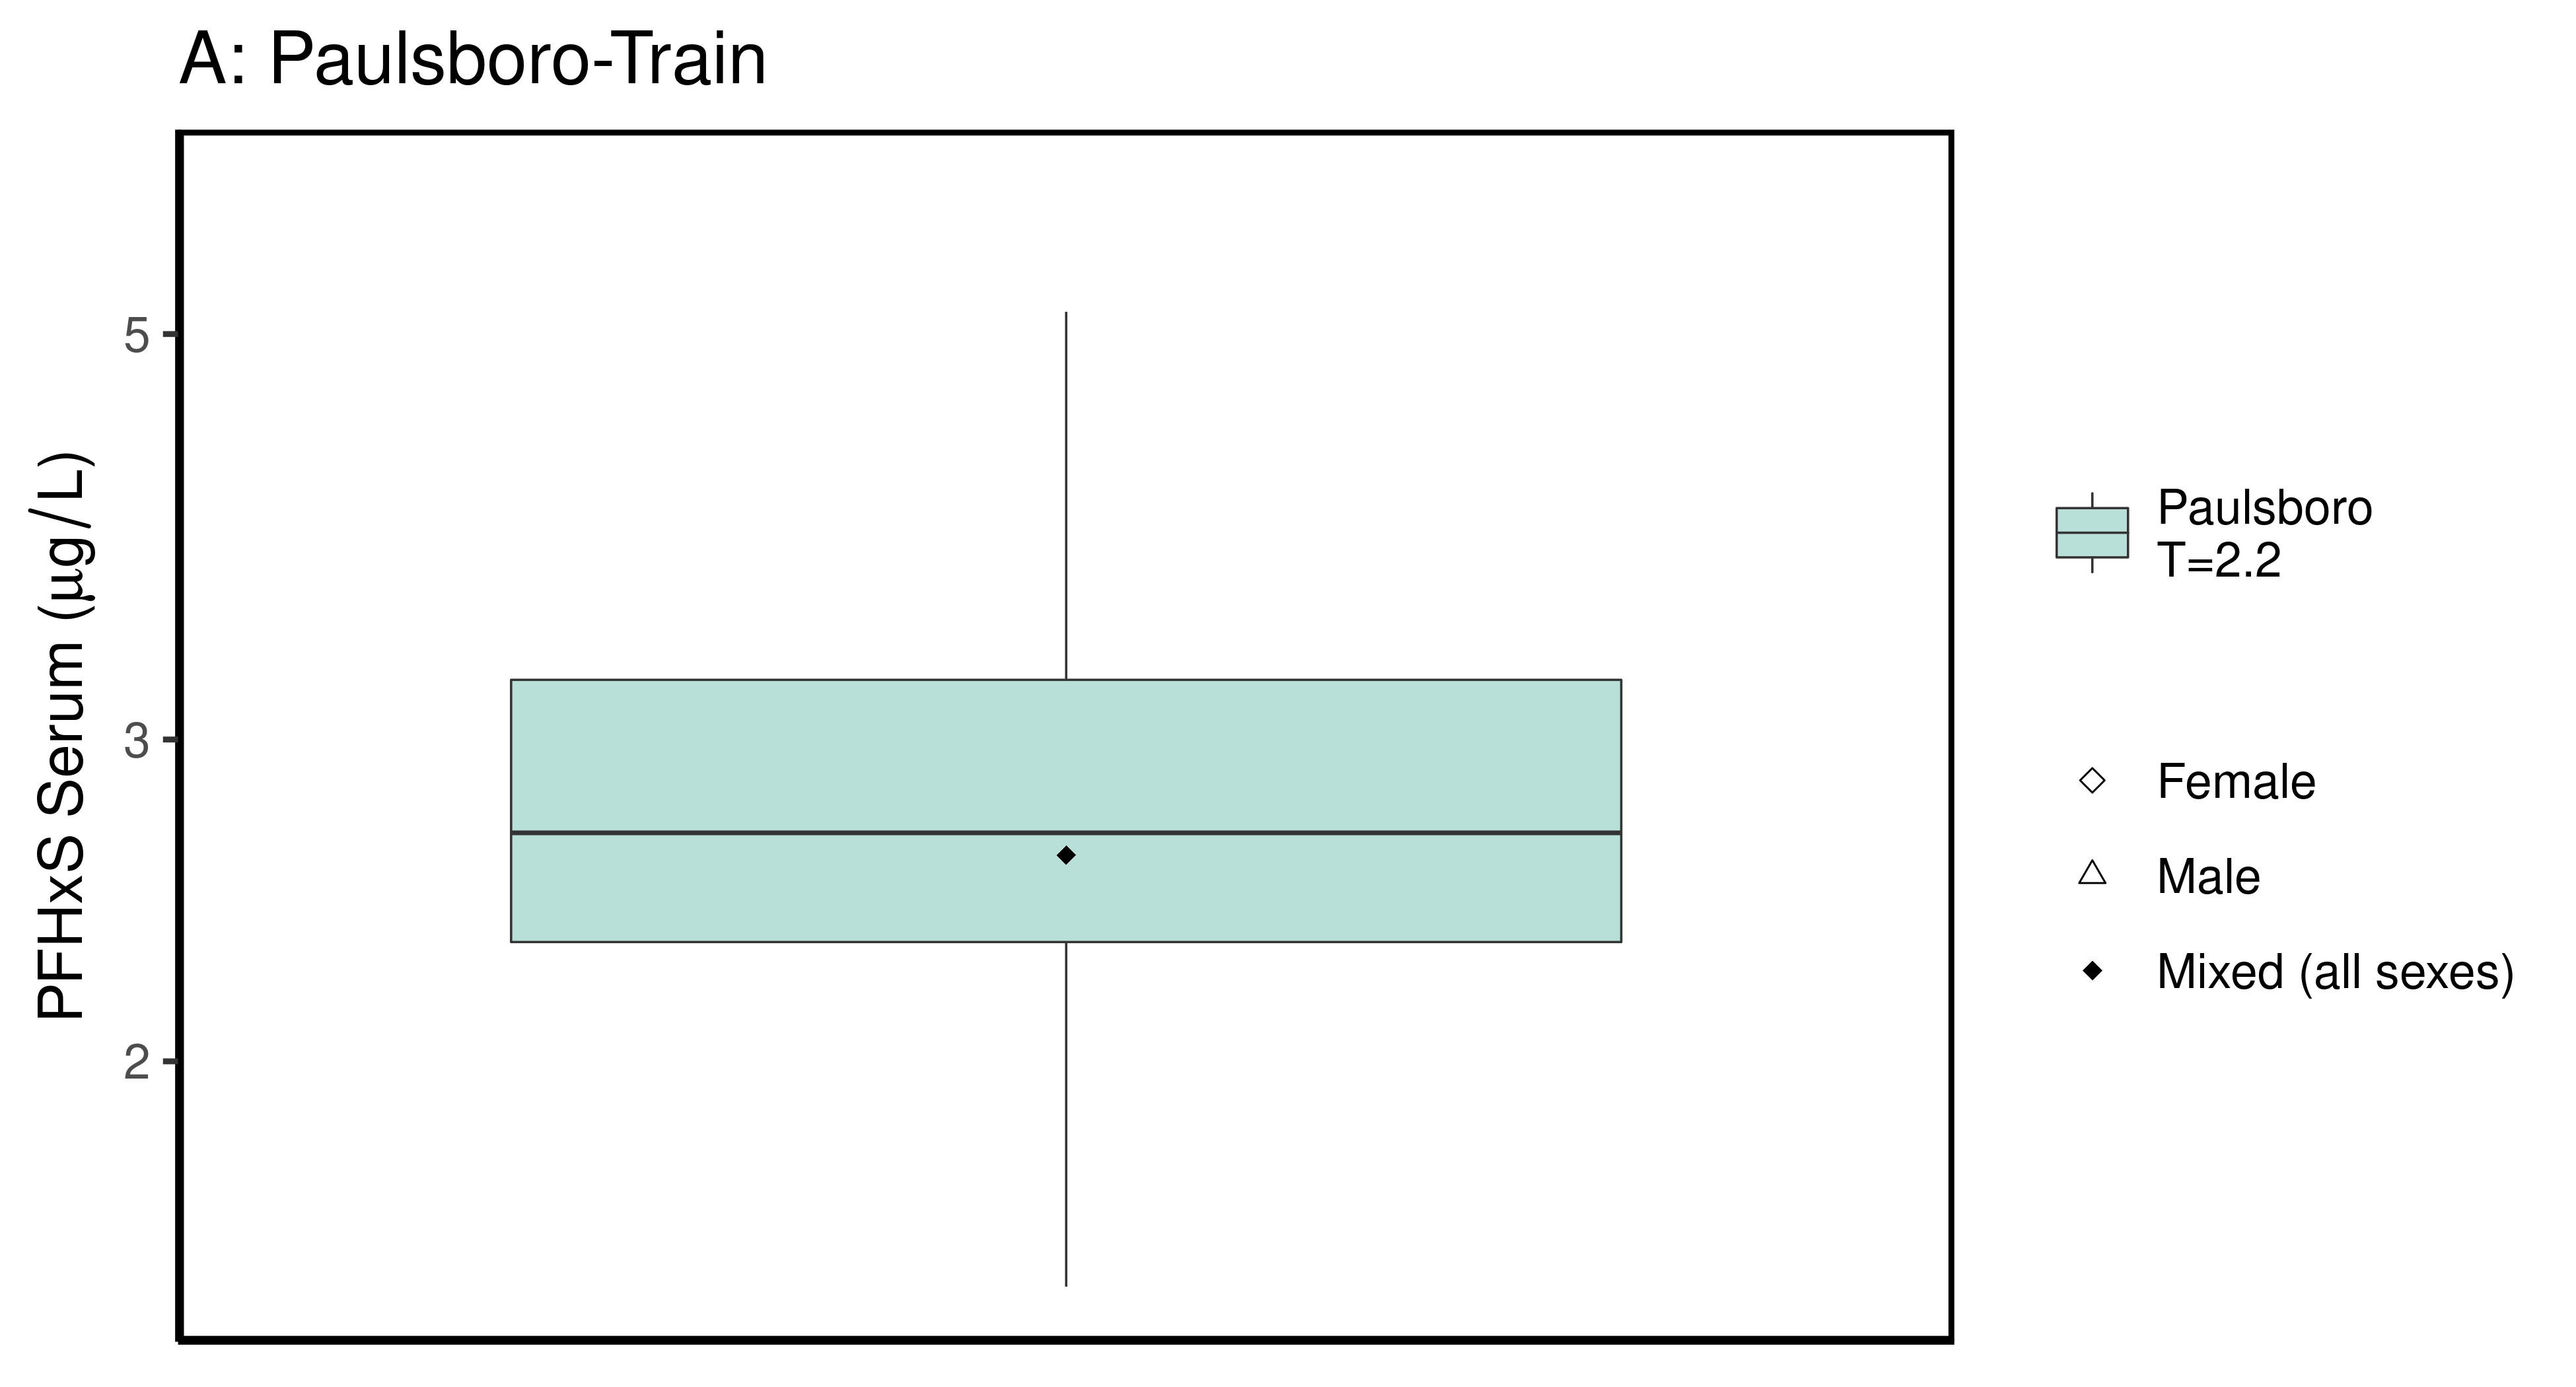 A: Paulsboro-Train
PFHxS Serum (μg/L)
5
3
2
Paulsboro
T=2.2
Female
Male
Mixed (all sexes)